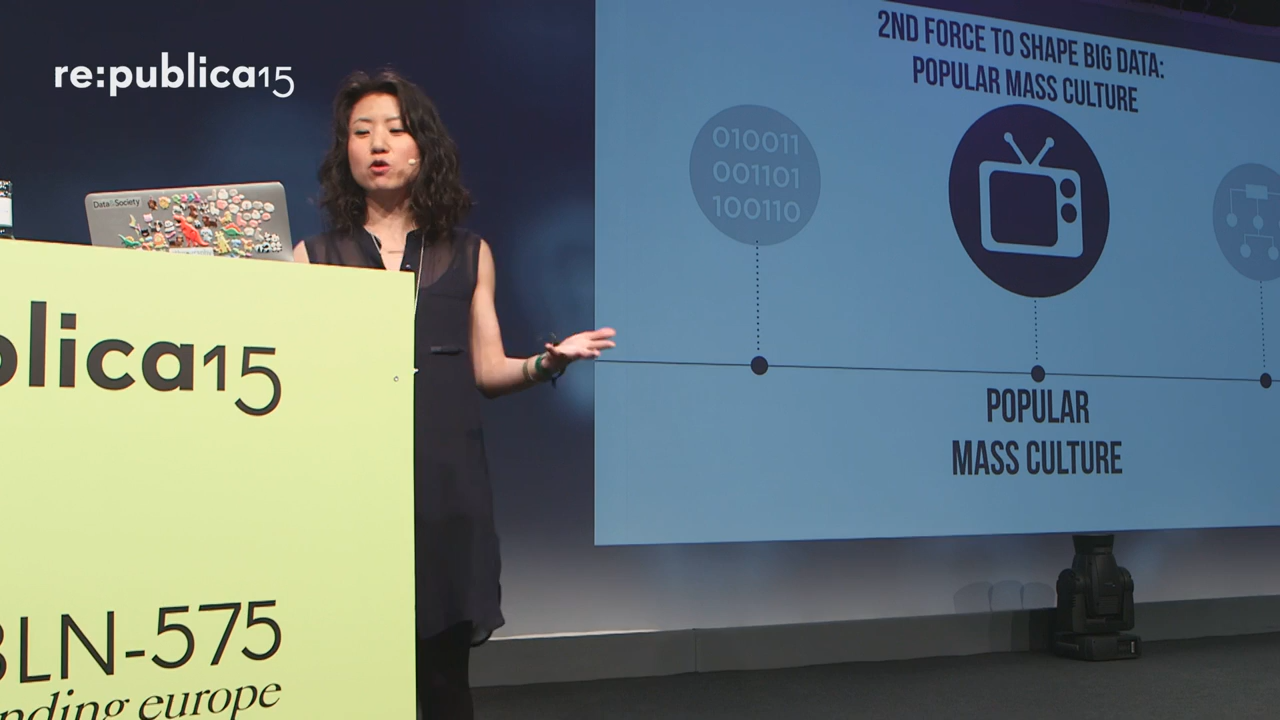 re:publica15
Data&Society
blica15
BLN-575
nding europe
2ND FORCE TO SHAPE BIG DATA:
POPULAR MASS CULTURE
010011
001101
100110
POPULAR
MASS CULTURE